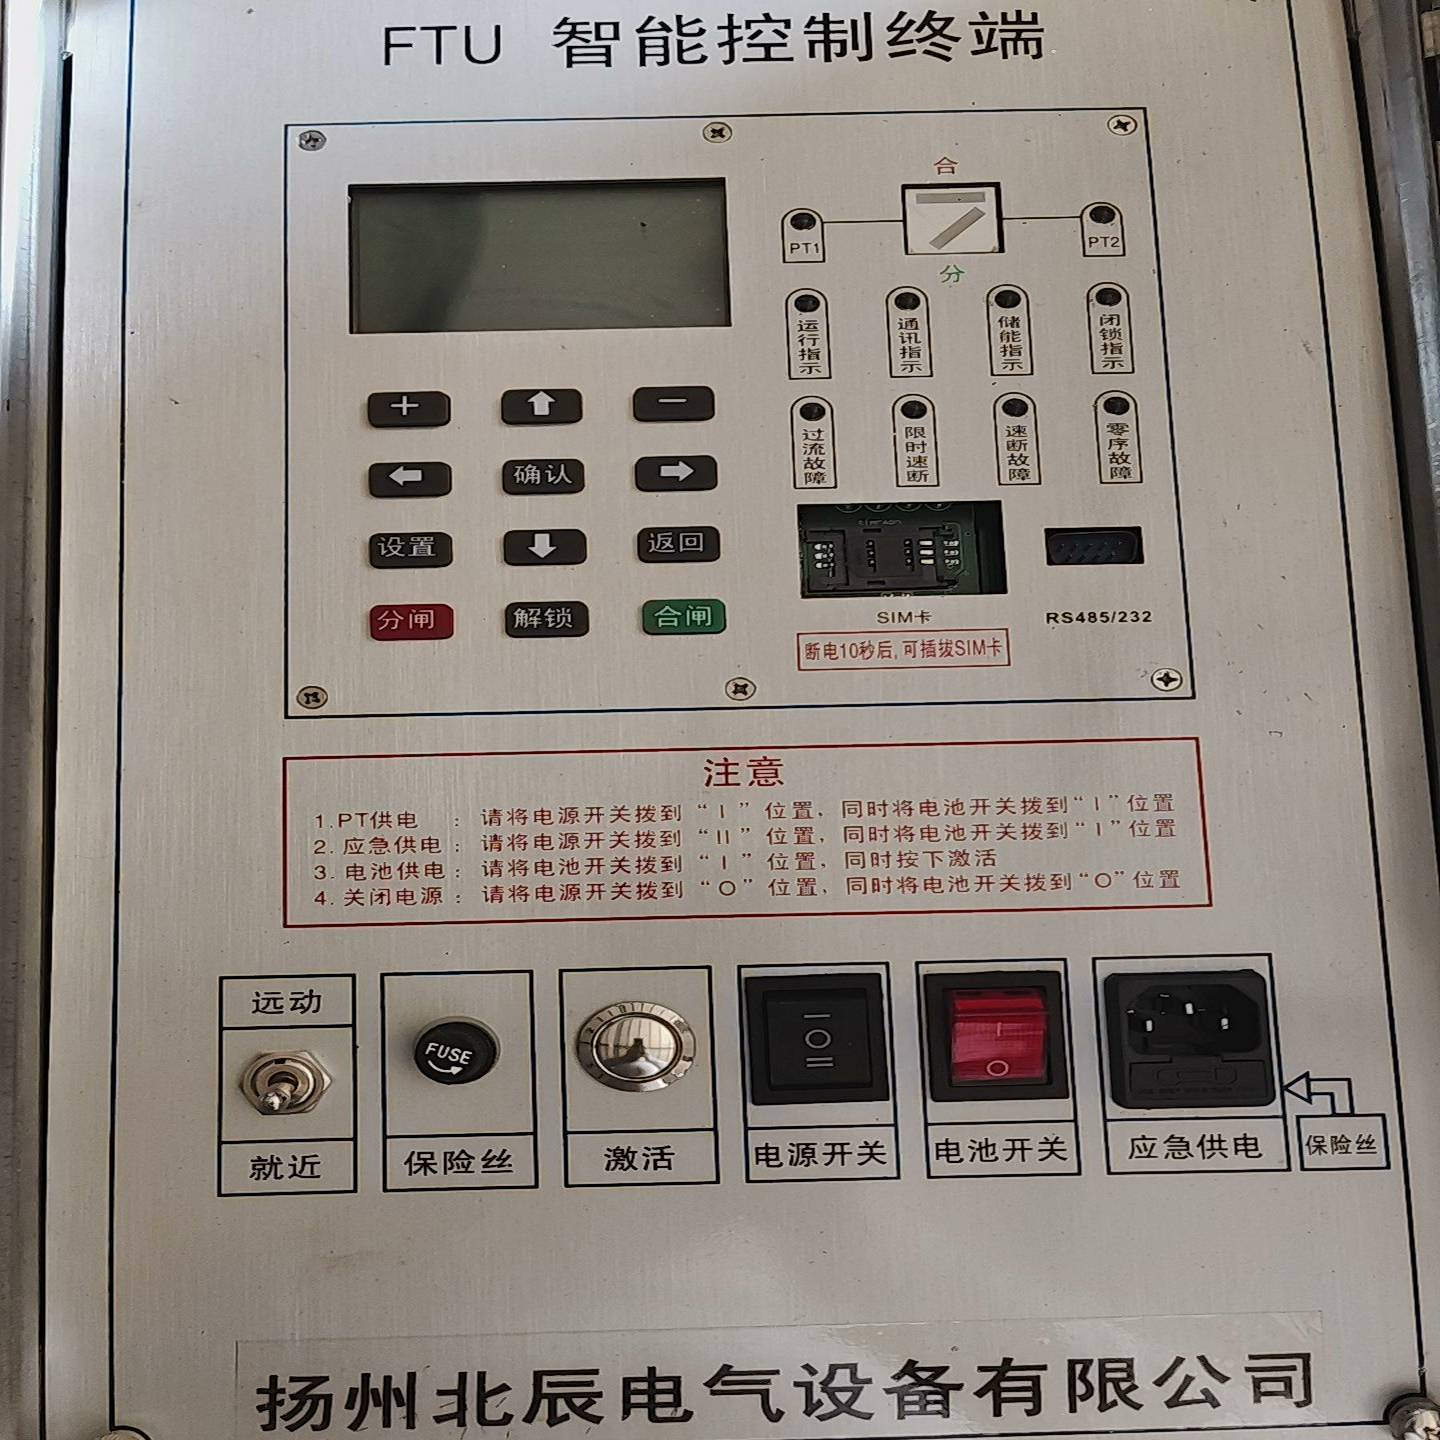 FTU 智能控制终端
合
PT1
PT2
分
运行指示
通讯指示
储能指示
闭锁指示
过流故障
限时速断
速断故障
零序故障
+
−
确认
设置
返回
分闸
解锁
合闸
SIM卡
RS485/232
断电10秒后,可插拔SIM卡
注意
1.PT供电 : 请将电源开关拨到 “I” 位置, 同时将电池开关拨到“I”位置
2. 应急供电 : 请将电源开关拨到 “II” 位置, 同时将电池开关拨到“I”位置
3. 电池供电 : 请将电池开关拨到 “I” 位置, 同时按下激活
4. 关闭电源 : 请将电源开关拨到 “O” 位置, 同时将电池开关拨到“O”位置
远动
就近
FUSE
保险丝
激活
I
O
II
电源开关
I
O
电池开关
应急供电
保险丝
扬州北辰电气设备有限公司